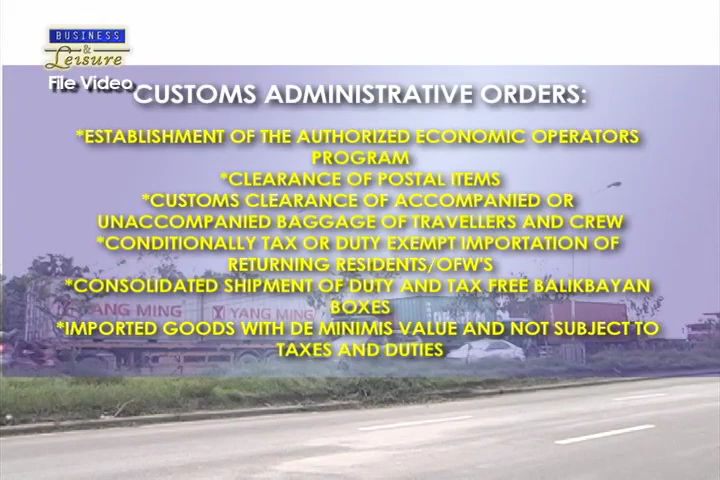 BUSINESS
&
Leisure
File Video
CUSTOMS ADMINISTRATIVE ORDERS:
*ESTABLISHMENT OF THE AUTHORIZED ECONOMIC OPERATORS
PROGRAM
*CLEARANCE OF POSTAL ITEMS
*CUSTOMS CLEARANCE OF ACCOMPANIED OR
UNACCOMPANIED BAGGAGE OF TRAVELLERS AND CREW
*CONDITIONALLY TAX OR DUTY EXEMPT IMPORTATION OF
RETURNING RESIDENTS/OFW'S
*CONSOLIDATED SHIPMENT OF DUTY AND TAX FREE BALIKBAYAN
BOXES
YANG MING YANG MING
*IMPORTED GOODS WITH DE MINIMIS VALUE AND NOT SUBJECT TO
TAXES AND DUTIES